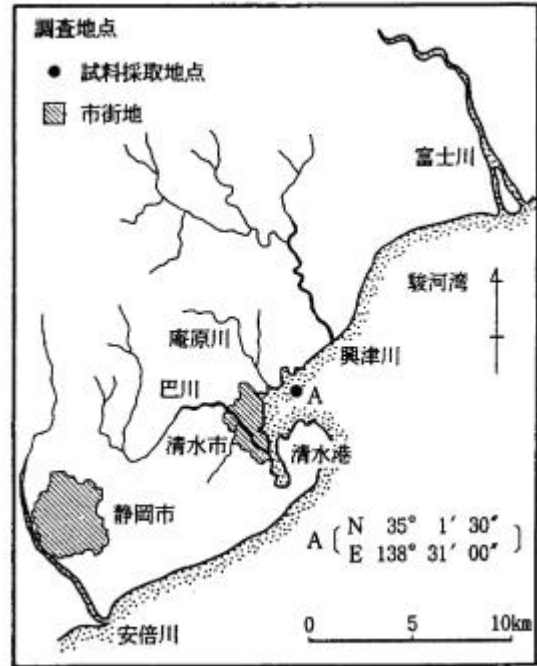 調査地点
● 試料採取地点
市街地
富士川
駿河湾
庵原川
興津川
巴川
A
清水市
清水港
静岡市
A N 35° 1′ 30″
E 138° 31′ 00″
安倍川
0 5 10km